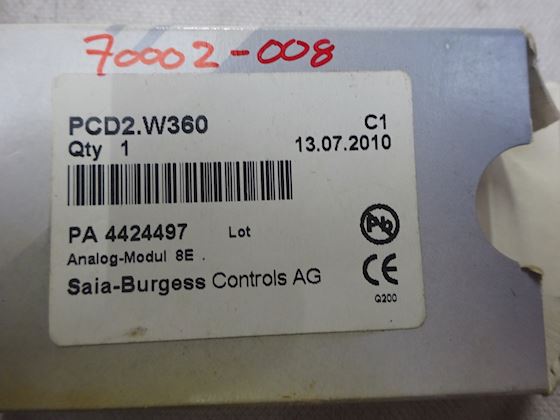 70002-008
PCD2.W360 C1
Qty 1 13.07.2010
PA 4424497 Lot
Analog-Modul 8E .
Pb
Saia-Burgess Controls AG
CE
Q200